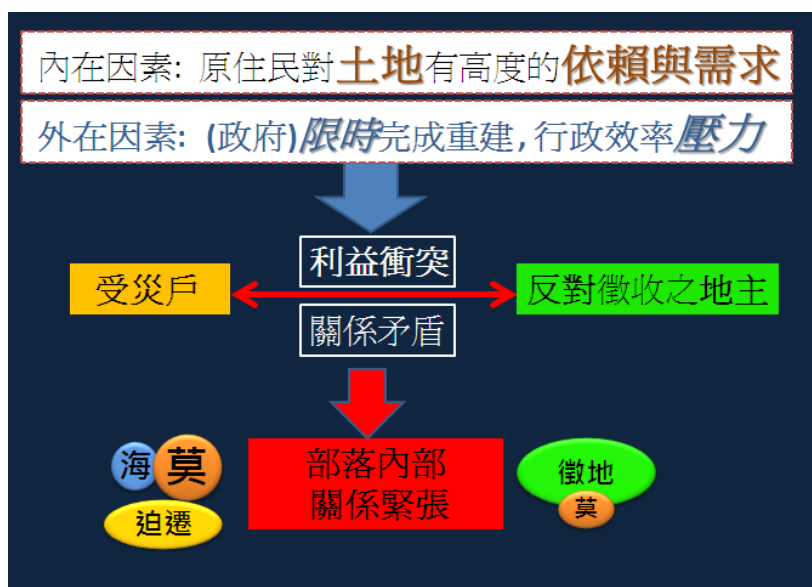 內在因素: 原住民對土地有高度的依賴與需求
外在因素: (政府)限時完成重建,行政效率壓力
利益衝突
受災戶
反對徵收之地主
關係矛盾
部落內部
關係緊張
海
莫
迫遷
徵地
莫